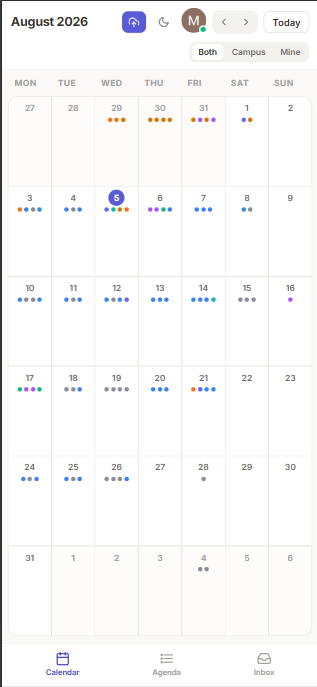 August 2026
M
Today
Both Campus Mine
MON TUE WED THU FRI SAT SUN
27 28 29 30 31 1 2
3 4 5 6 7 8 9
10 11 12 13 14 15 16
17 18 19 20 21 22 23
24 25 26 27 28 29 30
31 1 2 3 4 5 6
Calendar Agenda Inbox